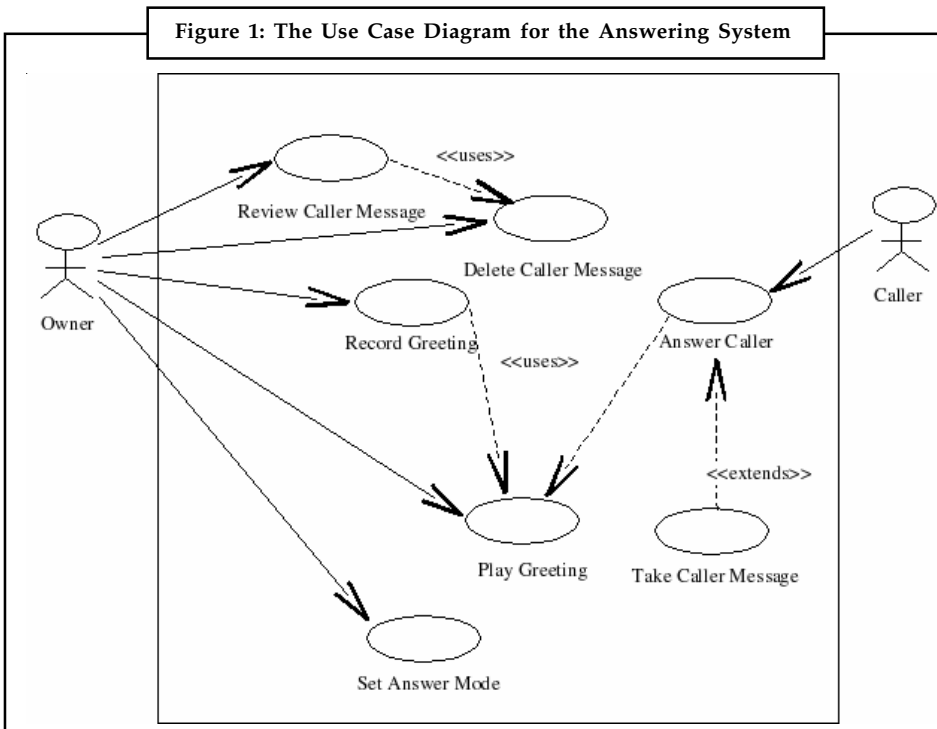 Figure 1: The Use Case Diagram for the Answering System
<<uses>>
Review Caller Message
Delete Caller Message
Owner
Caller
Record Greeting
Answer Caller
<<uses>>
<<extends>>
Play Greeting
Take Caller Message
Set Answer Mode